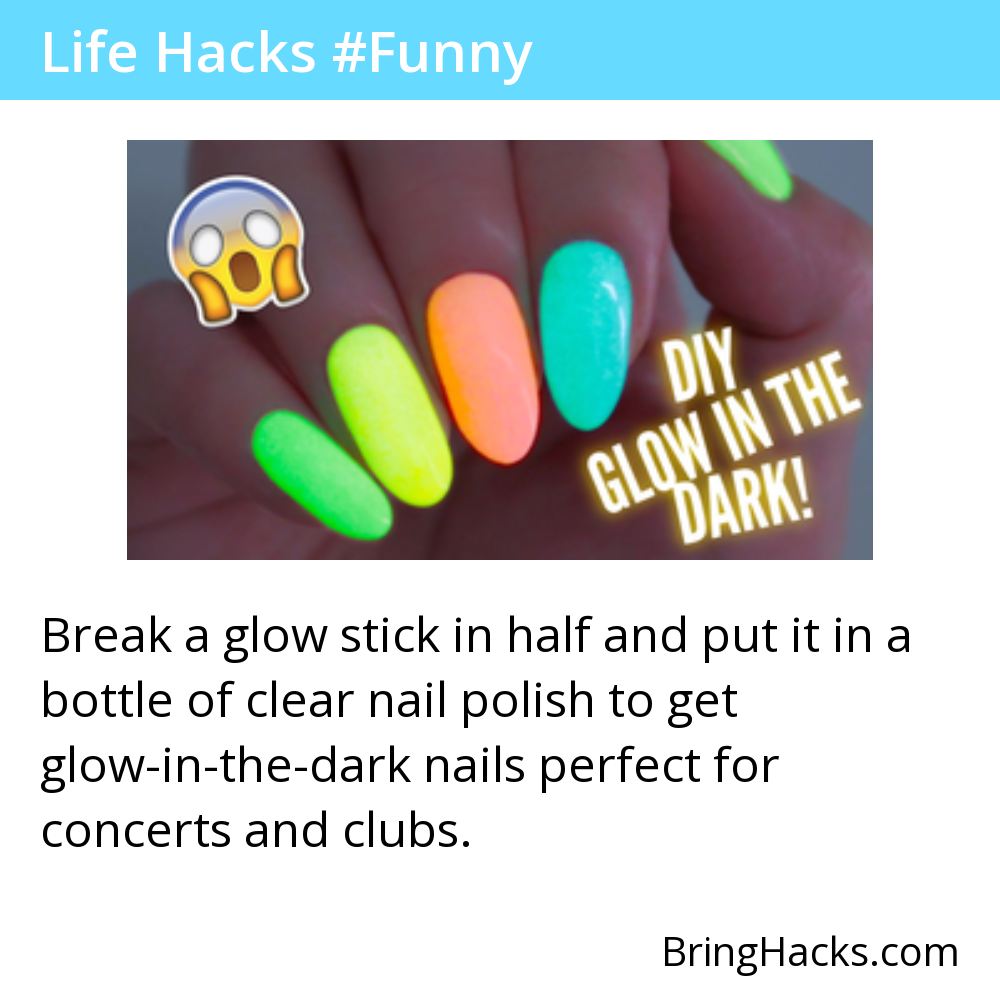 Life Hacks #Funny
DIY
GLOW IN THE
DARK!
Break a glow stick in half and put it in a
bottle of clear nail polish to get
glow-in-the-dark nails perfect for
concerts and clubs.
BringHacks.com